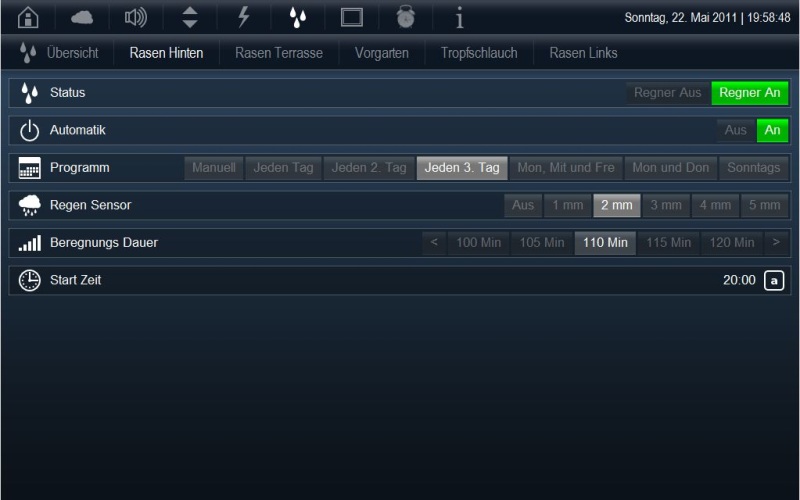 Sonntag, 22. Mai 2011 | 19:58:48
Übersicht Rasen Hinten Rasen Terrasse Vorgarten Tropfschlauch Rasen Links
Status Regner Aus Regner An
Automatik Aus An
Programm Manuell Jeden Tag Jeden 2. Tag Jeden 3. Tag Mon, Mit und Fre Mon und Don Sonntags
Regen Sensor Aus 1 mm 2 mm 3 mm 4 mm 5 mm
Beregnungs Dauer < 100 Min 105 Min 110 Min 115 Min 120 Min >
Start Zeit 20:00 a